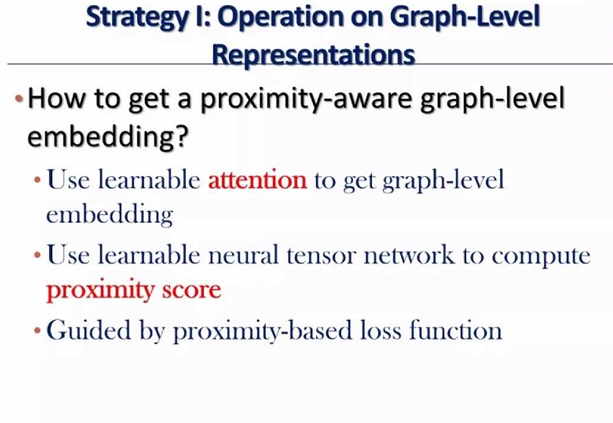 Strategy I: Operation on Graph-Level
Representations
•How to get a proximity-aware graph-level
embedding?
•Use learnable attention to get graph-level
embedding
•Use learnable neural tensor network to compute
proximity score
•Guided by proximity-based loss function